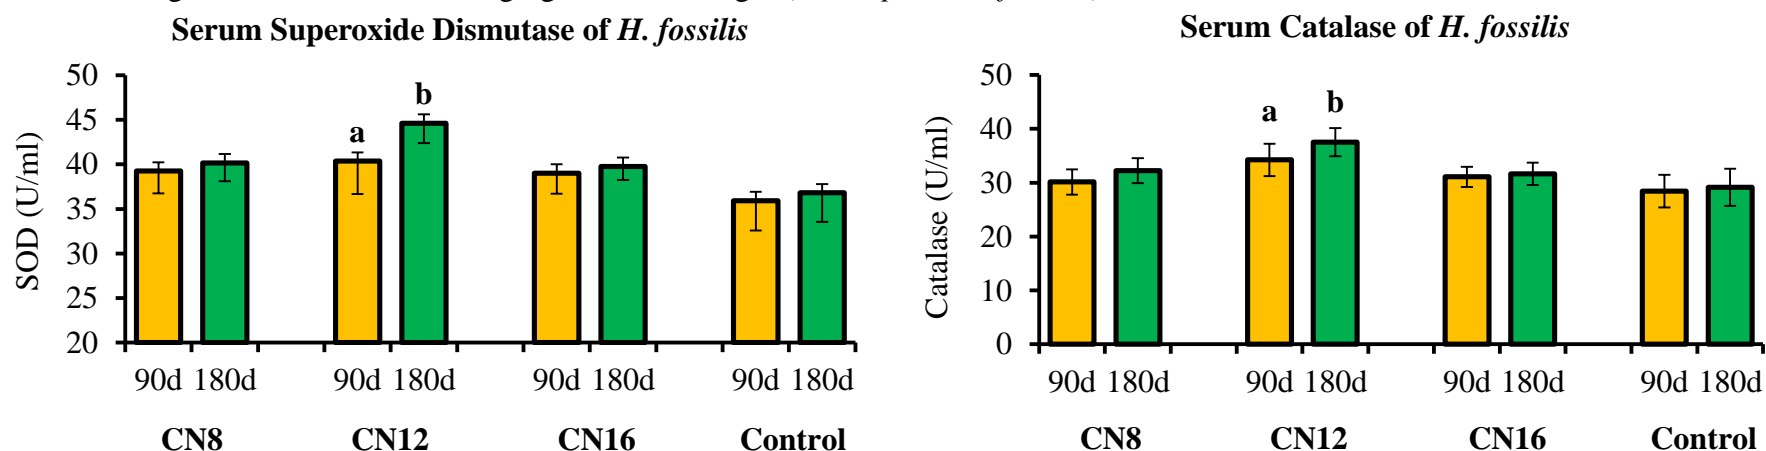 Serum Superoxide Dismutase of H. fossilis
SOD (U/ml)
50
45
40
35
30
25
20
a
b
90d 180d 90d 180d 90d 180d 90d 180d
CN8 CN12 CN16 Control
Serum Catalase of H. fossilis
Catalase (U/ml)
50
40
30
20
10
0
a
b
90d 180d 90d 180d 90d 180d 90d 180d
CN8 CN12 CN16 Control